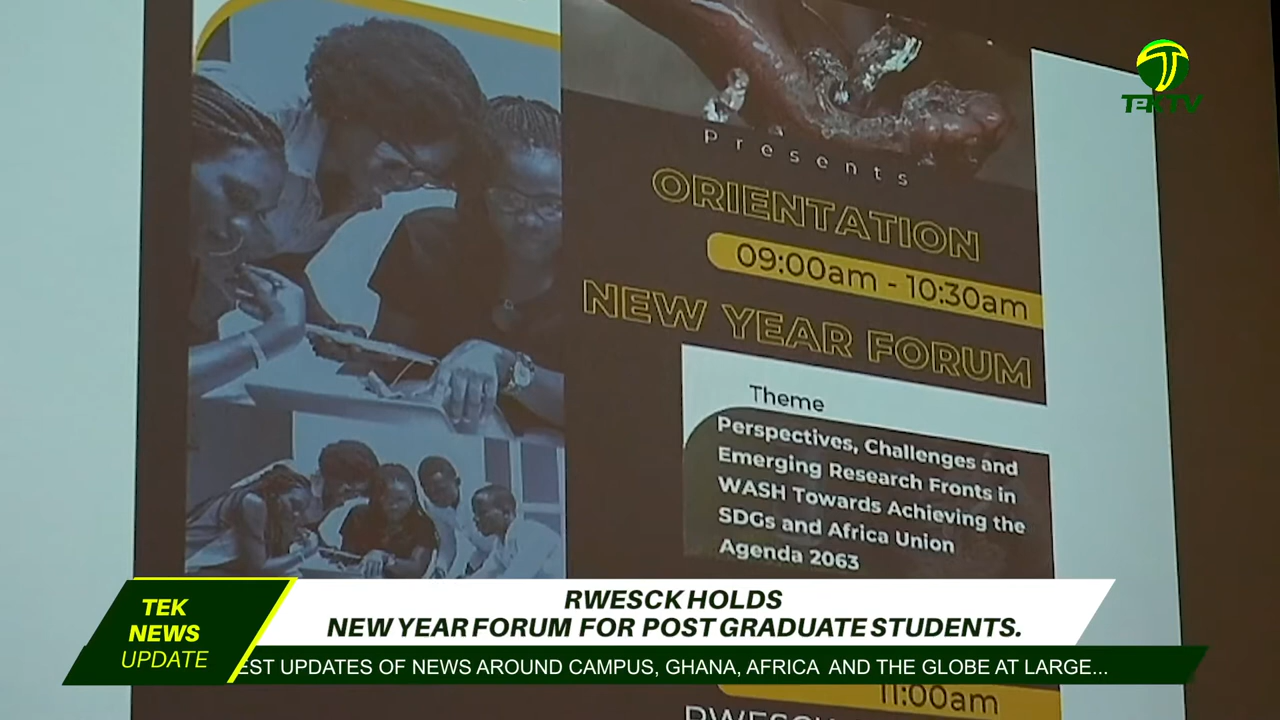 TEK TV
presents
ORIENTATION
09:00am - 10:30am
NEW YEAR FORUM
Theme
Perspectives, Challenges and
Emerging Research Fronts in
WASH Towards Achieving the
SDGs and Africa Union
Agenda 2063
TEK
NEWS
UPDATE
RWESCK HOLDS
NEW YEAR FORUM FOR POST GRADUATE STUDENTS.
EST UPDATES OF NEWS AROUND CAMPUS, GHANA, AFRICA AND THE GLOBE AT LARGE...
11:00am
RWESCK